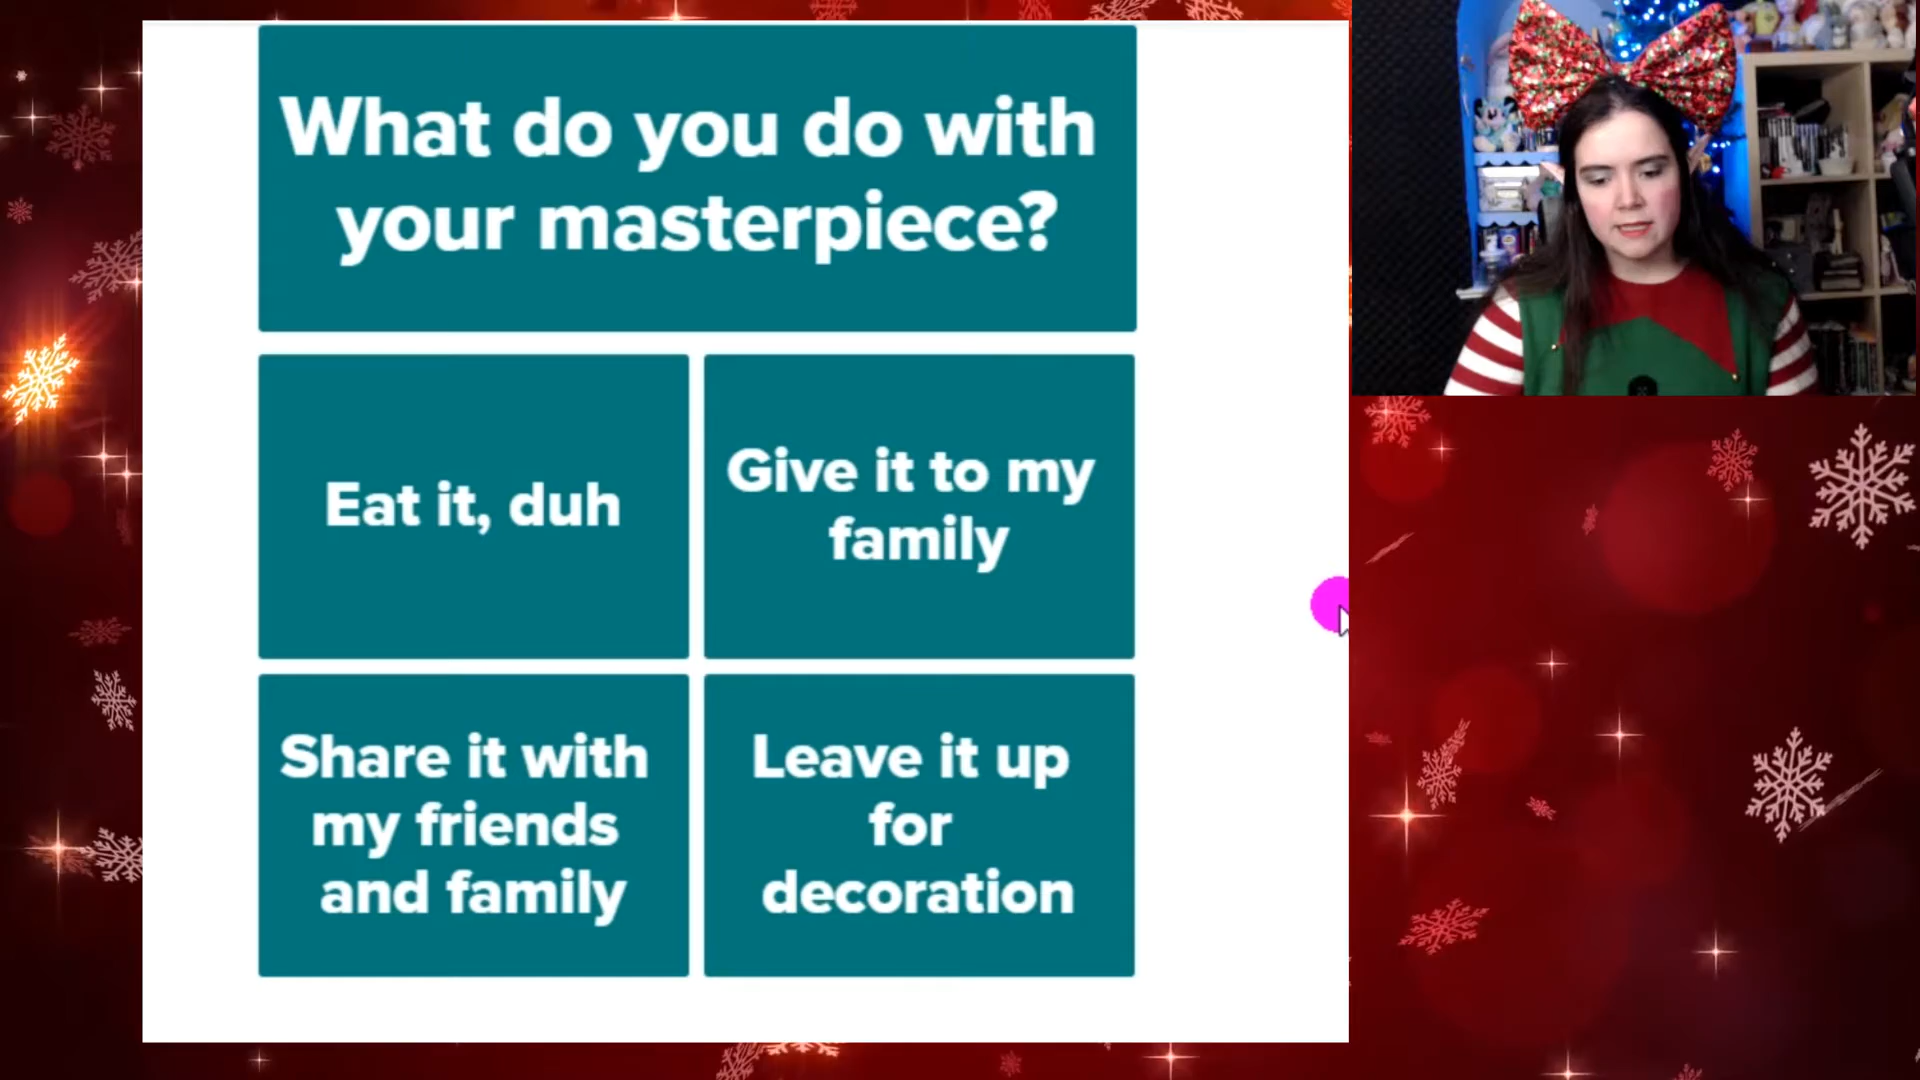 What do you do with
your masterpiece?
Eat it, duh
Give it to my
family
Share it with
my friends
and family
Leave it up
for
decoration